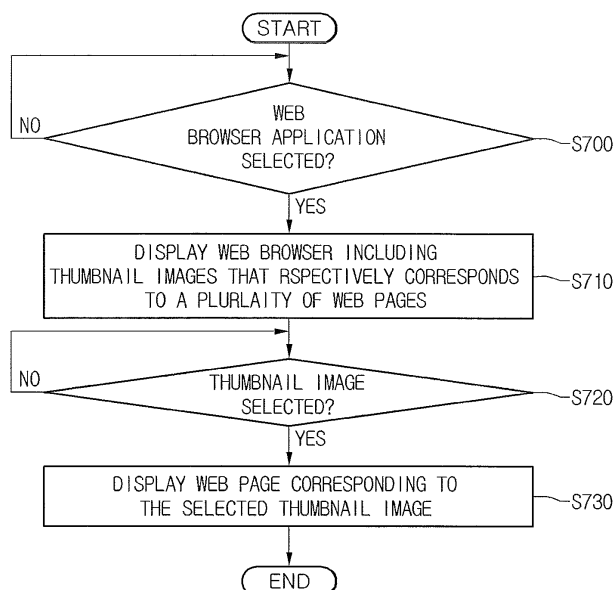 START
WEB
BROWSER APPLICATION
SELECTED?
NO
S700
YES
DISPLAY WEB BROWSER INCLUDING
THUMBNAIL IMAGES THAT RSPECTIVELY CORRESPONDS
TO A PLURLAITY OF WEB PAGES
S710
THUMBNAIL IMAGE
SELECTED?
NO
S720
YES
DISPLAY WEB PAGE CORRESPONDING TO
THE SELECTED THUMBNAIL IMAGE
S730
END